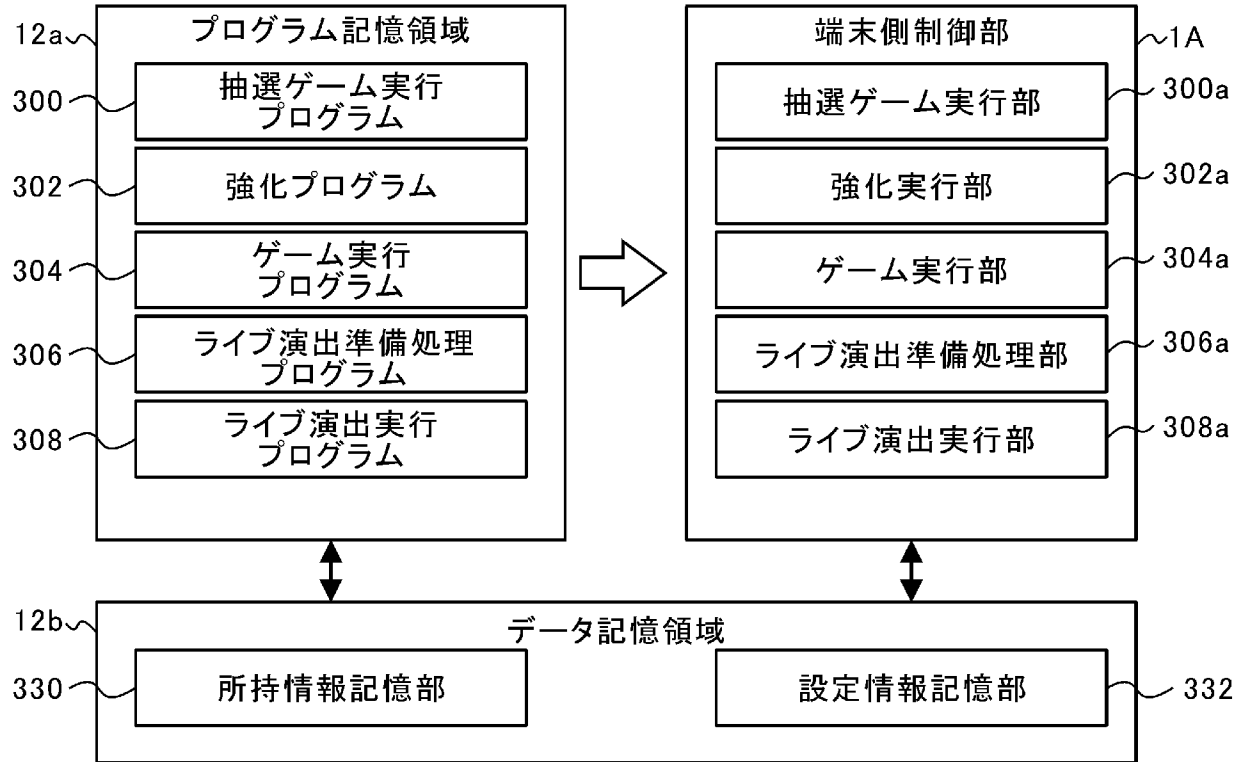 12a
プログラム記憶領域
300
抽選ゲーム実行
プログラム
302
強化プログラム
304
ゲーム実行
プログラム
306
ライブ演出準備処理
プログラム
308
ライブ演出実行
プログラム
端末側制御部
1A
抽選ゲーム実行部
300a
強化実行部
302a
ゲーム実行部
304a
ライブ演出準備処理部
306a
ライブ演出実行部
308a
12b
データ記憶領域
330
所持情報記憶部
設定情報記憶部
332